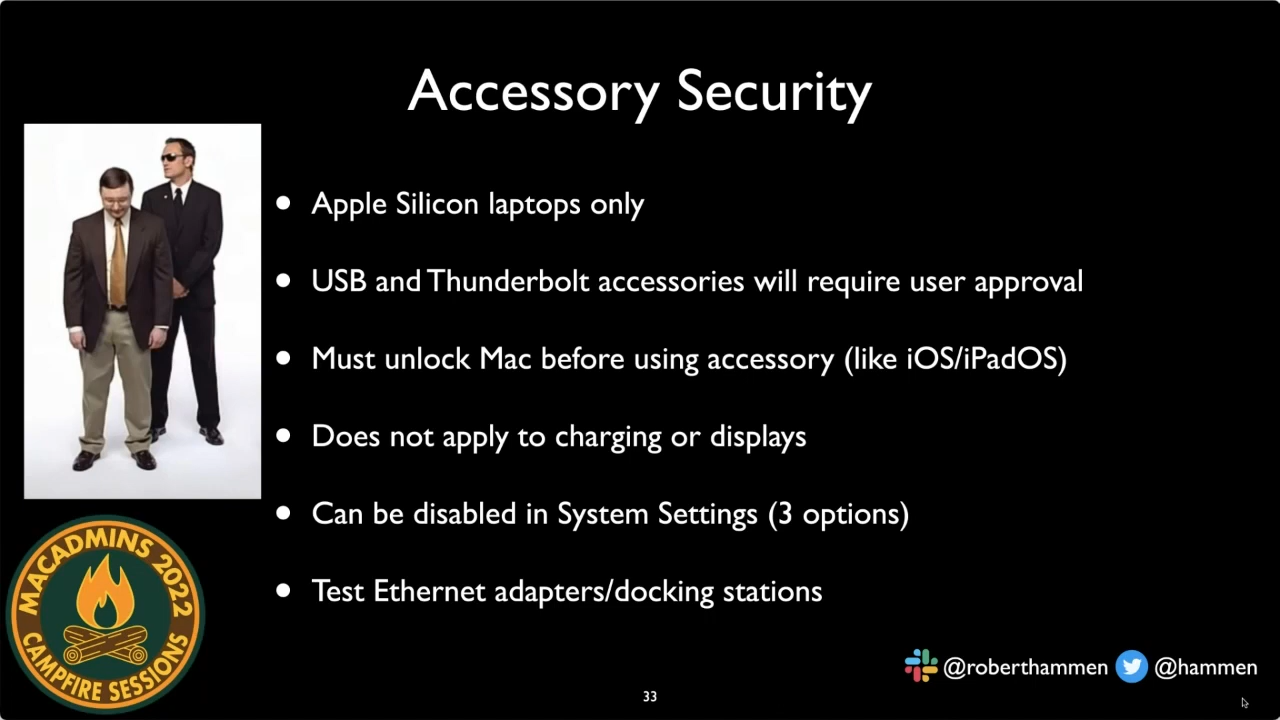 Accessory Security
Apple Silicon laptops only
USB and Thunderbolt accessories will require user approval
Must unlock Mac before using accessory (like iOS/iPadOS)
Does not apply to charging or displays
Can be disabled in System Settings (3 options)
Test Ethernet adapters/docking stations
MACADMINS 2022
CAMPFIRE SESSIONS
@roberthammen @hammen
33